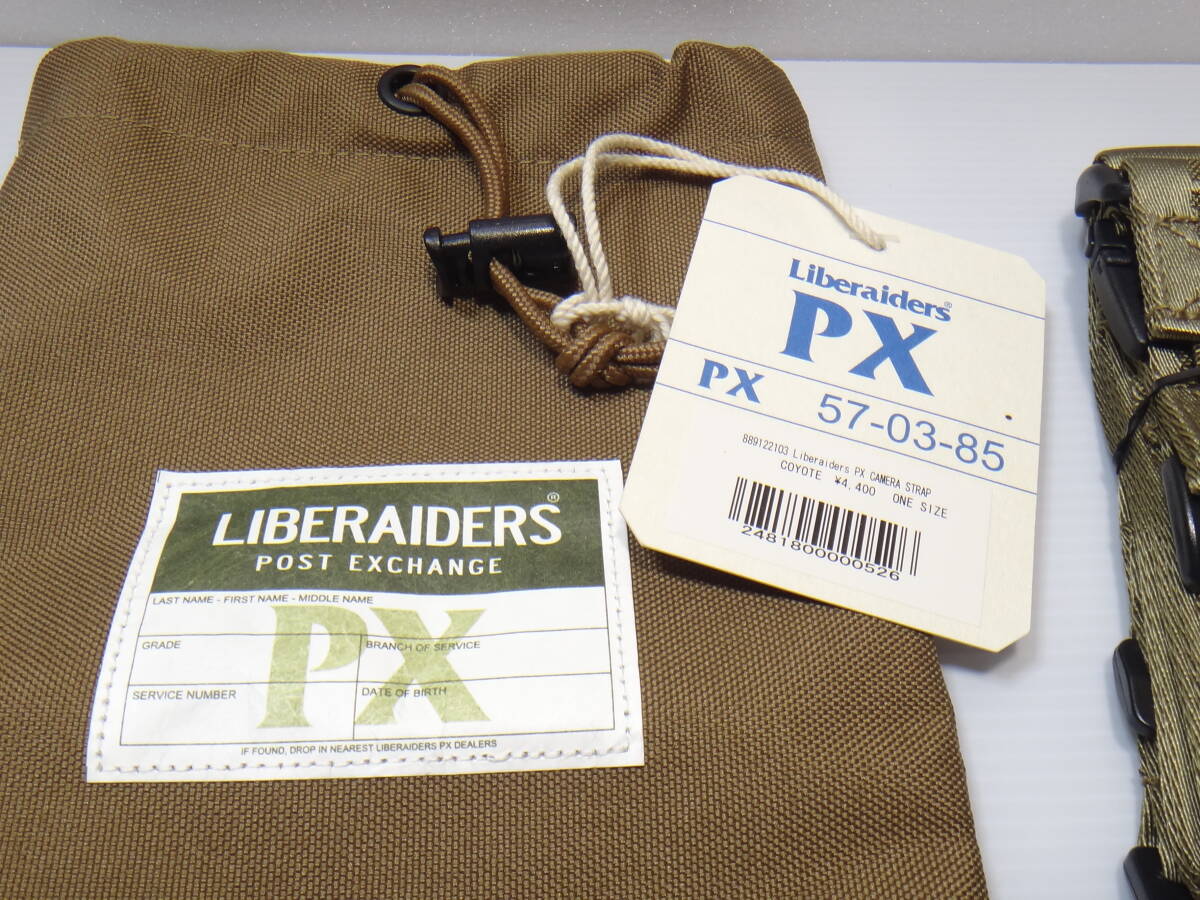 Liberaiders®
PX
PX 57-03-85
889122103 Liberaiders PX CAMERA STRAP
COYOTE ¥4,400 ONE SIZE
2481800000526
LIBERAIDERS®
POST EXCHANGE
LAST NAME - FIRST NAME - MIDDLE NAME
PX
GRADE BRANCH OF SERVICE
SERVICE NUMBER DATE OF BIRTH
IF FOUND, DROP IN NEAREST LIBERAIDERS PX DEALERS